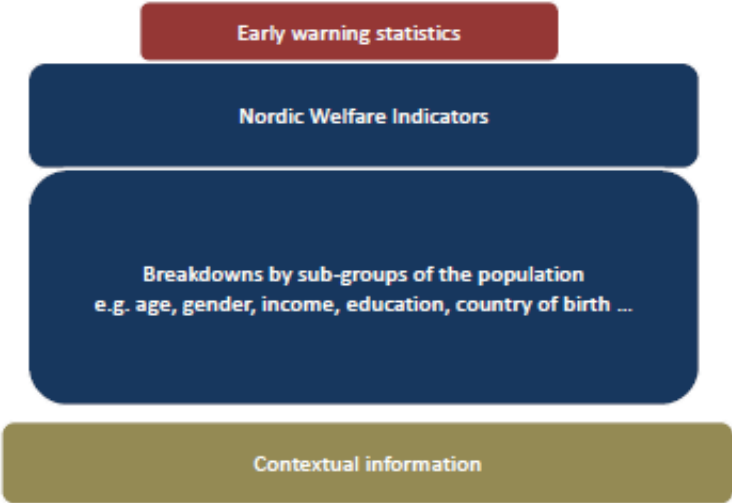 Early warning statistics
Nordic Welfare Indicators
Breakdowns by sub-groups of the population
e.g. age, gender, income, education, country of birth ...
Contextual information